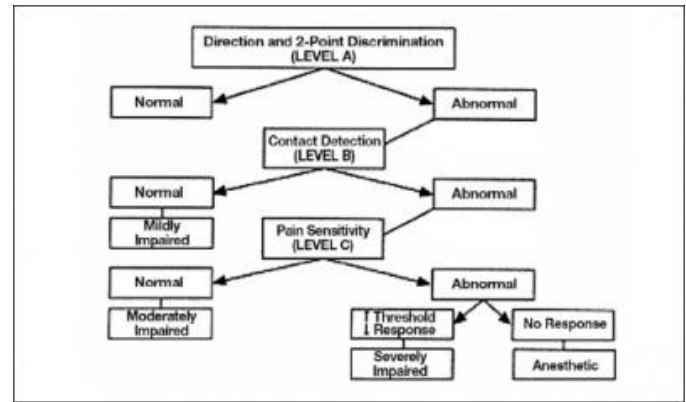 Direction and 2-Point Discrimination
(LEVEL A)
Normal
Abnormal
Contact Detection
(LEVEL B)
Normal
Abnormal
Mildly
Impaired
Pain Sensitivity
(LEVEL C)
Normal
Abnormal
Moderately
Impaired
↑ Threshold
↓ Response
No Response
Severely
Impaired
Anesthetic